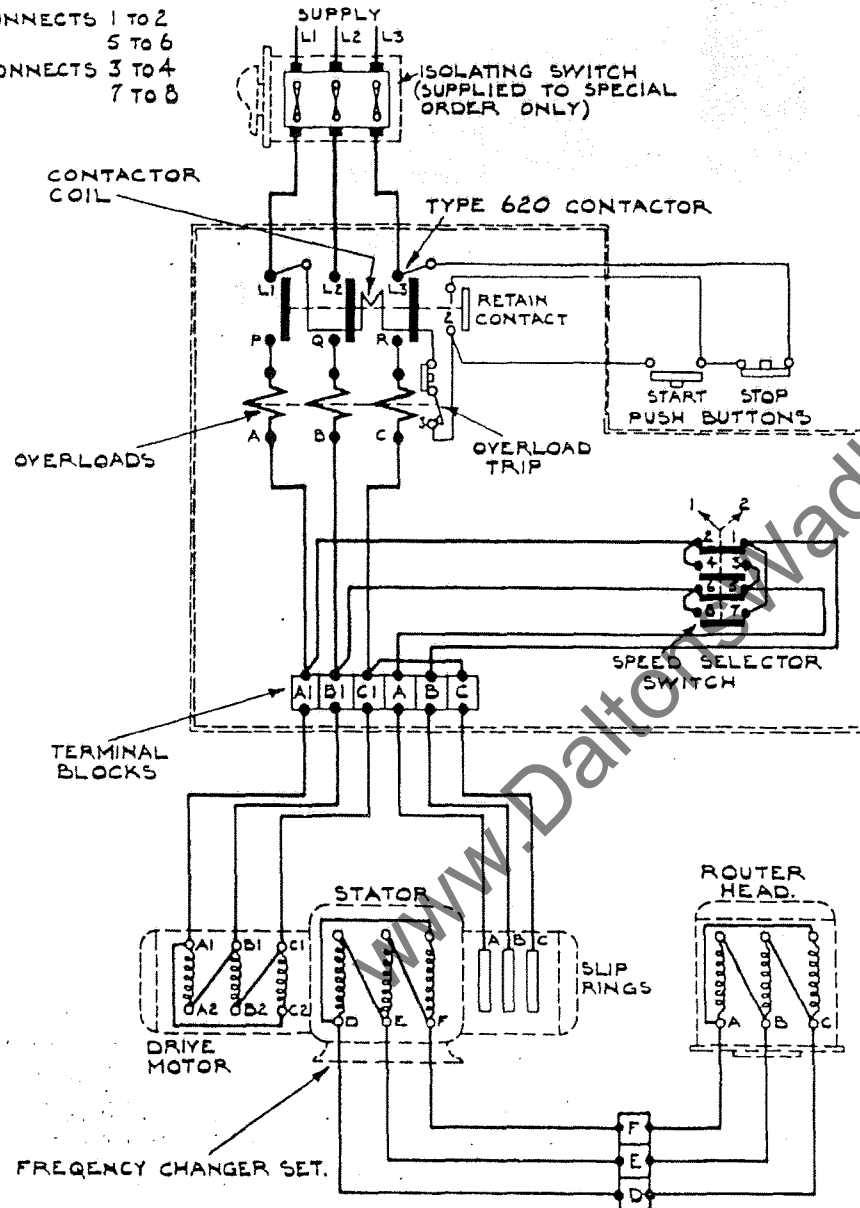 NNECTS 1 TO 2
5 TO 6
NNECTS 3 TO 4
7 TO 8
SUPPLY
L1 L2 L3
ISOLATING SWITCH
(SUPPLIED TO SPECIAL
ORDER ONLY)
CONTACTOR
COIL
TYPE 620 CONTACTOR
L1 L2 L3
RETAIN
CONTACT
2
P Q R
START
STOP
PUSH BUTTONS
3
A B C
OVERLOADS
OVERLOAD
TRIP
1 2
2 1
4 3
6 5
8 7
SPEED SELECTOR
SWITCH
A1 B1 C1 A B C
TERMINAL
BLOCKS
www.DaltonsWad
ROUTER
HEAD.
STATOR
A1 B1 C1
A B C
SLIP
RINGS
A2 B2 C2
D E F
A B C
DRIVE
MOTOR
F
E
D
FREQENCY CHANGER SET.